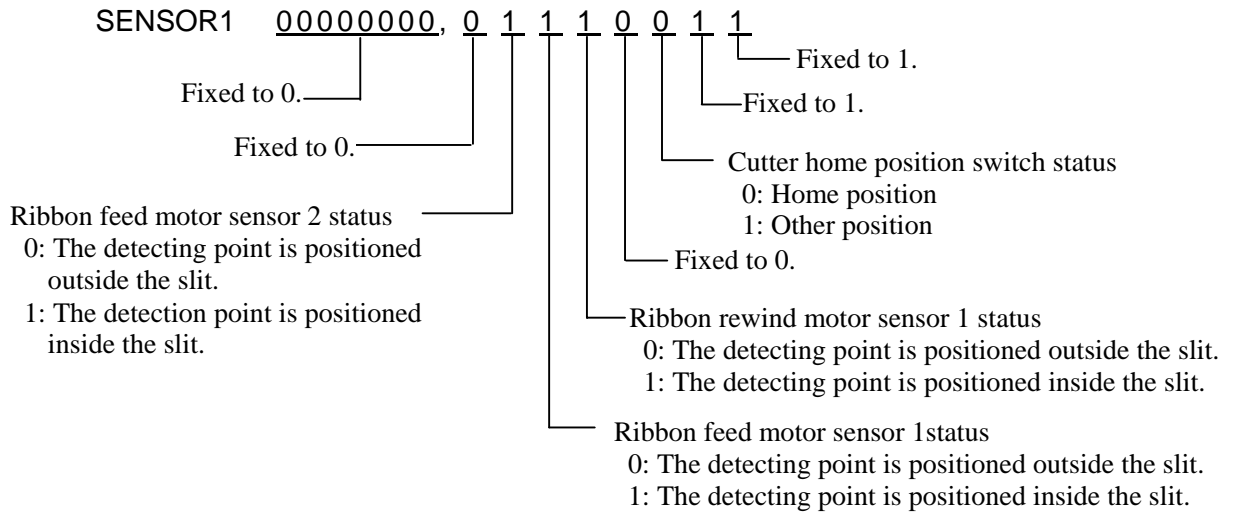 SENSOR1 00000000, 0 1 1 1 0 0 1 1
Fixed to 1.
Fixed to 0.
Fixed to 1.
Fixed to 0.
Cutter home position switch status
0: Home position
1: Other position
Ribbon feed motor sensor 2 status
0: The detecting point is positioned
outside the slit.
1: The detection point is positioned
inside the slit.
Fixed to 0.
Ribbon rewind motor sensor 1 status
0: The detecting point is positioned outside the slit.
1: The detecting point is positioned inside the slit.
Ribbon feed motor sensor 1status
0: The detecting point is positioned outside the slit.
1: The detecting point is positioned inside the slit.